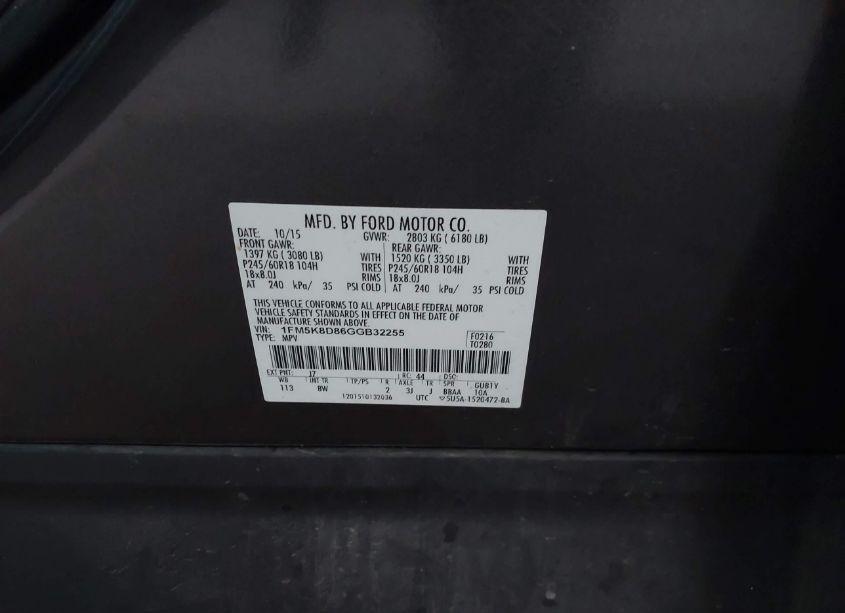 MFD. BY FORD MOTOR CO.
DATE: 10/15 GVWR: 2803 KG ( 6180 LB)
FRONT GAWR: REAR GAWR:
1397 KG ( 3080 LB) WITH 1520 KG ( 3350 LB) WITH
P245/60R18 104H TIRES P245/60R18 104H TIRES
18x8.0J RIMS 18x8.0J RIMS
AT 240 kPa/ 35 PSI COLD AT 240 kPa/ 35 PSI COLD
THIS VEHICLE CONFORMS TO ALL APPLICABLE FEDERAL MOTOR
VEHICLE SAFETY STANDARDS IN EFFECT ON THE DATE OF
MANUFACTURE SHOWN ABOVE.
VIN: 1FM5K8D86GGB32255 F0216
TYPE: MPV T0280
EXT PNT: J7 RC: 44 DSO:
WB INT TR TP/PS R AXLE TR SPR GUB1Y
113 8W 2 3J J BBAA 10A
1201510132036 UTC 5U5A-1520472-BA